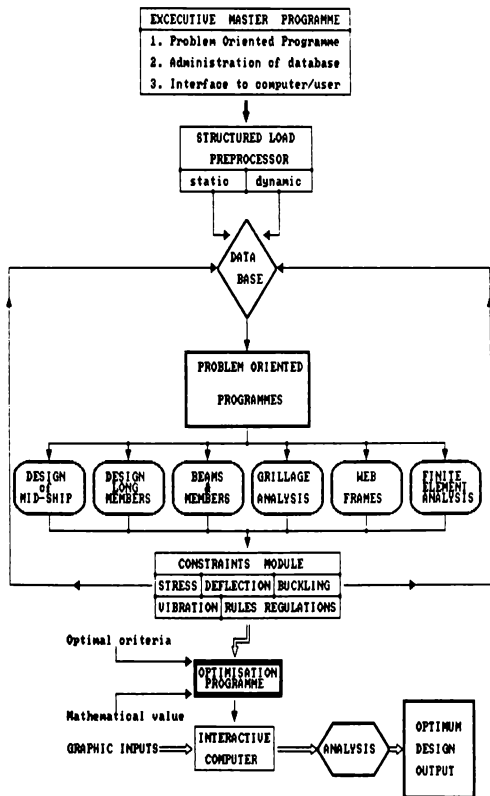 EXCECUTIVE MASTER PROGRAMME
1. Problem Oriented Programme
2. Administration of database
3. Interface to computer/user
STRUCTURED LOAD
PREPROCESSOR
static dynamic
DATA
BASE
PROBLEM ORIENTED
PROGRAMMES
DESIGN
of
MID-SHIP
DESIGN
LONG
MEMBERS
BEAMS
&
MEMBERS
GRILLAGE
ANALYSIS
WEB
FRAMES
FINITE
ELEMENT
ANALYSIS
CONSTRAINTS MODULE
STRESS DEFLECTION BUCKLING
VIBRATION RULES REGULATIONS
Optimal criteria
OPTIMISATION
PROGRAMME
Mathematical value
GRAPHIC INPUTS
INTERACTIVE
COMPUTER
ANALYSIS
OPTIMUM
DESIGN
OUTPUT